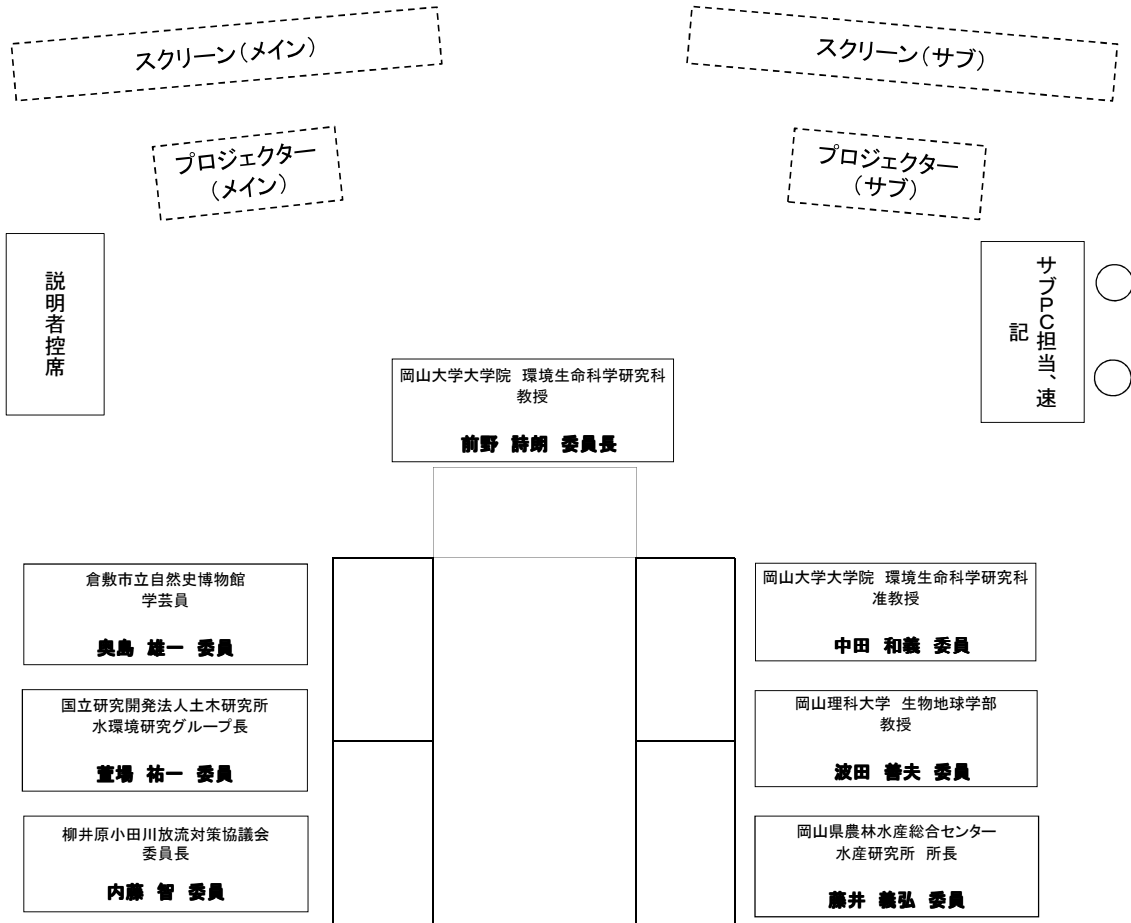 スクリーン（メイン）
スクリーン（サブ）
プロジェクター
（メイン）
プロジェクター
（サブ）
説明者控席
サブPC担当、速
記
岡山大学大学院 環境生命科学研究科
教授
前野 詩朗 委員長
倉敷市立自然史博物館
学芸員
奥島 雄一 委員
国立研究開発法人土木研究所
水環境研究グループ長
萱場 祐一 委員
柳井原小田川放流対策協議会
委員長
内藤 智 委員
岡山大学大学院 環境生命科学研究科
准教授
中田 和義 委員
岡山理科大学 生物地球学部
教授
波田 善夫 委員
岡山県農林水産総合センター
水産研究所 所長
藤井 義弘 委員